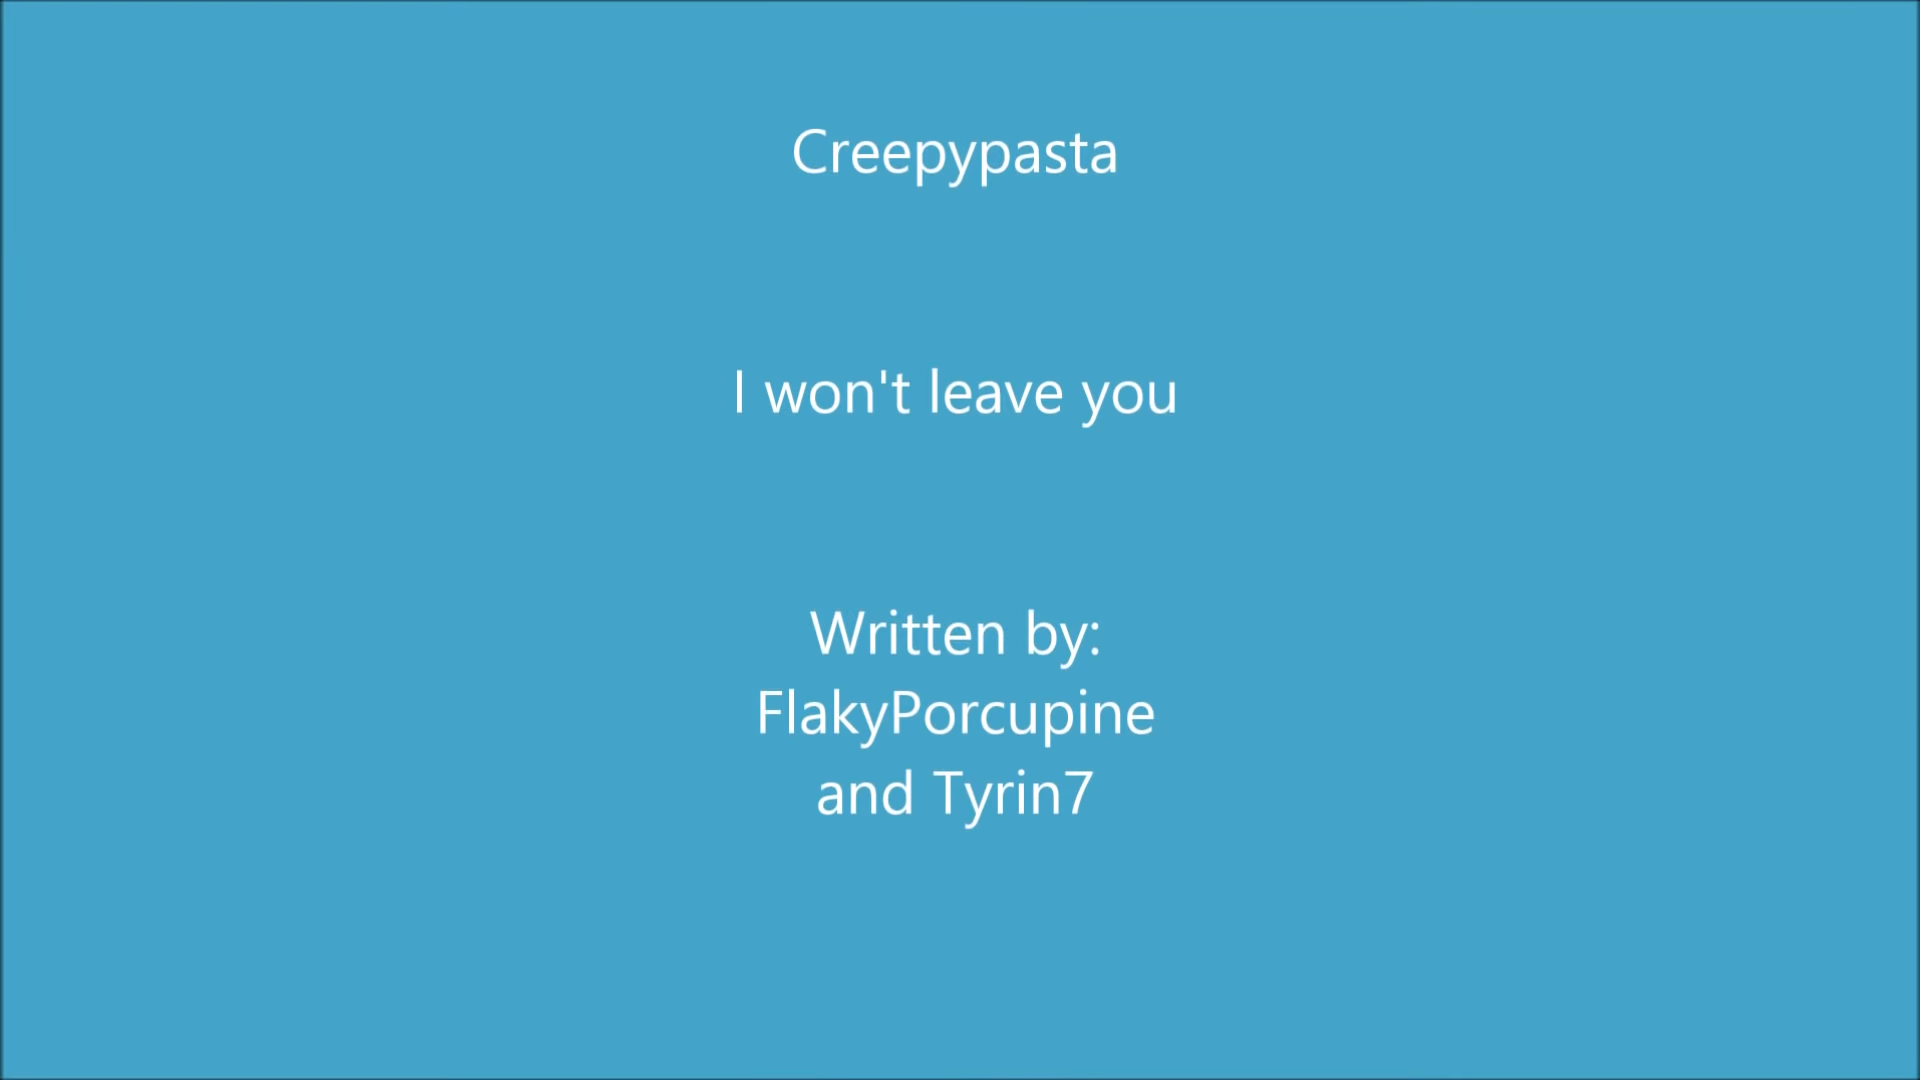 Creepypasta
I won't leave you
Written by:
FlakyPorcupine
and Tyrin7